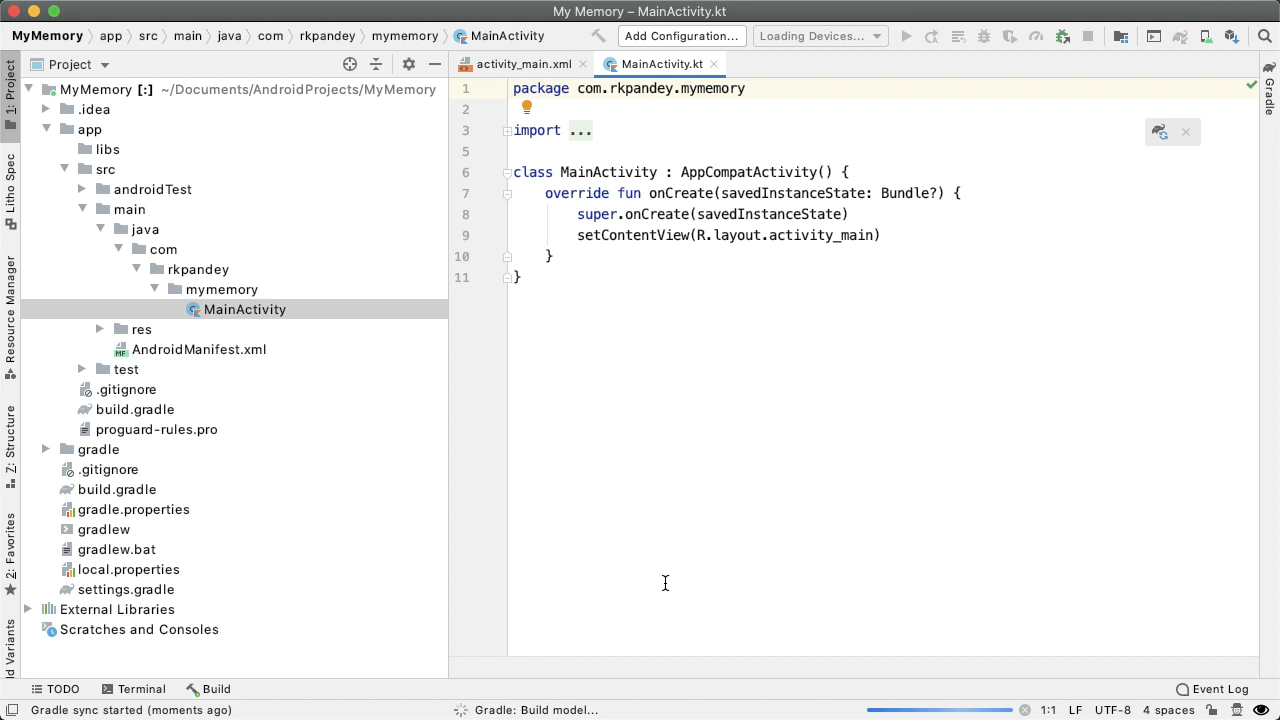 My Memory – MainActivity.kt
MyMemory app src main java com rkpandey mymemory MainActivity Add Configuration... Loading Devices...
Project
activity_main.xml
MainActivity.kt
1: Project
Litho Spec
Resource Manager
Z: Structure
2: Favorites
ld Variants
Gradle
MyMemory [:] ~/Documents/AndroidProjects/MyMemory
.idea
app
libs
src
androidTest
main
java
com
rkpandey
mymemory
MainActivity
res
MF AndroidManifest.xml
test
.gitignore
build.gradle
proguard-rules.pro
gradle
.gitignore
build.gradle
gradle.properties
gradlew
gradlew.bat
local.properties
settings.gradle
External Libraries
Scratches and Consoles
1 package com.rkpandey.mymemory
2
3 import ...
5
6 class MainActivity : AppCompatActivity() {
7 override fun onCreate(savedInstanceState: Bundle?) {
8 super.onCreate(savedInstanceState)
9 setContentView(R.layout.activity_main)
10 }
11 }
TODO Terminal Build Event Log
Gradle sync started (moments ago) Gradle: Build model... 1:1 LF UTF-8 4 spaces